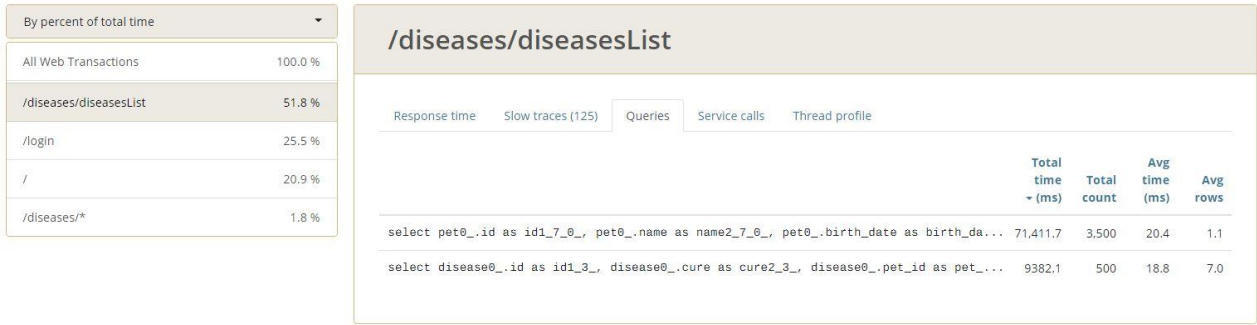 By percent of total time
All Web Transactions 100.0 %
/diseases/diseasesList 51.8 %
/login 25.5 %
/ 20.9 %
/diseases/* 1.8 %
/diseases/diseasesList
Response time Slow traces (125) Queries Service calls Thread profile
Total time (ms) Total count Avg time (ms) Avg rows
select pet0_.id as id1_7_0_, pet0_.name as name2_7_0_, pet0_.birth_date as birth_da... 71,411.7 3,500 20.4 1.1
select disease0_.id as id1_3_, disease0_.cure as cure2_3_, disease0_.pet_id as pet_... 9382.1 500 18.8 7.0